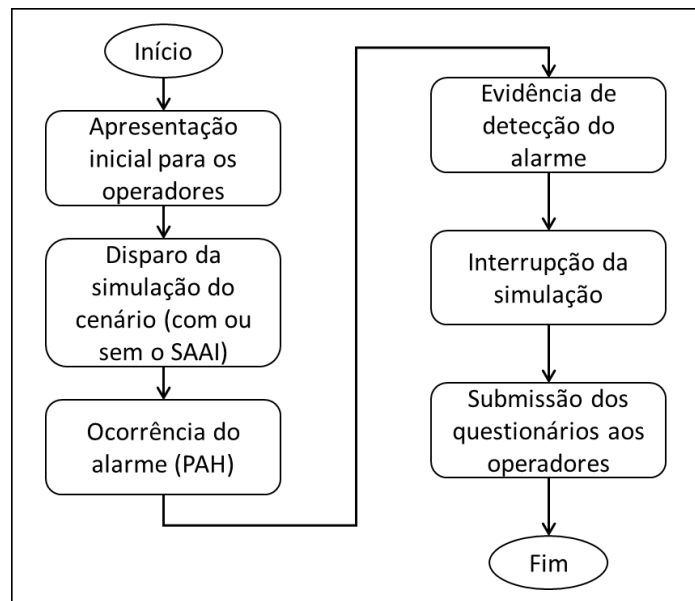 Início
Apresentação
inicial para os
operadores
Disparo da
simulação do
cenário (com ou
sem o SAAI)
Ocorrência do
alarme (PAH)
Evidência de
detecção do
alarme
Interrupção da
simulação
Submissão dos
questionários aos
operadores
Fim